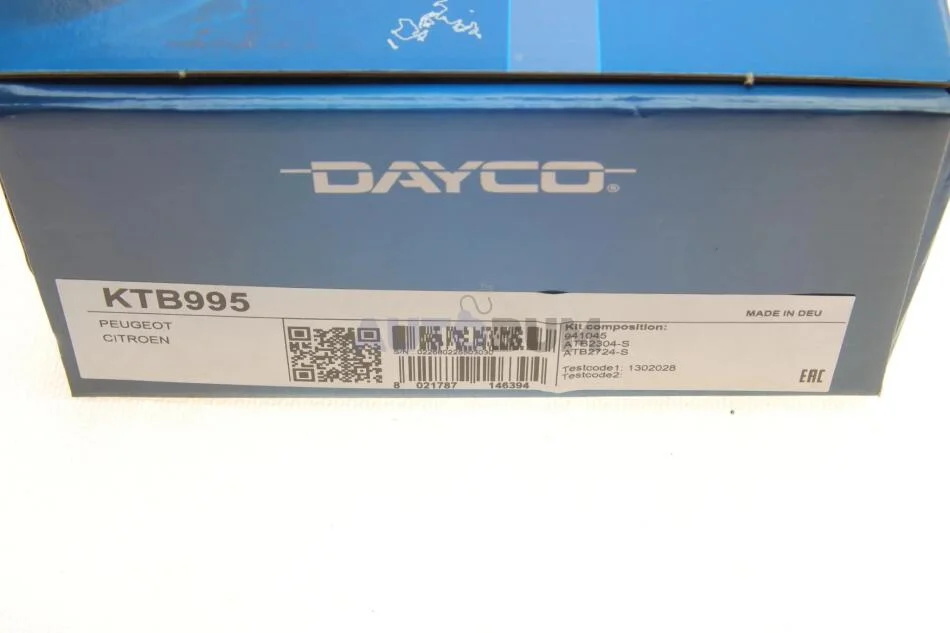 DAYCO®
KTB995
PEUGEOT
CITROEN
MADE IN DEU
Kit composition:
941045
ATB2304-S
ATB2724-S
Testcode1: 1302028
Testcode2:
S/N
8 021787 146394
EAC